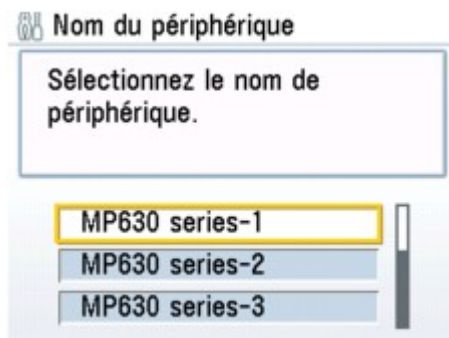 Nom du périphérique
Sélectionnez le nom de
périphérique.
MP630 series-1
MP630 series-2
MP630 series-3